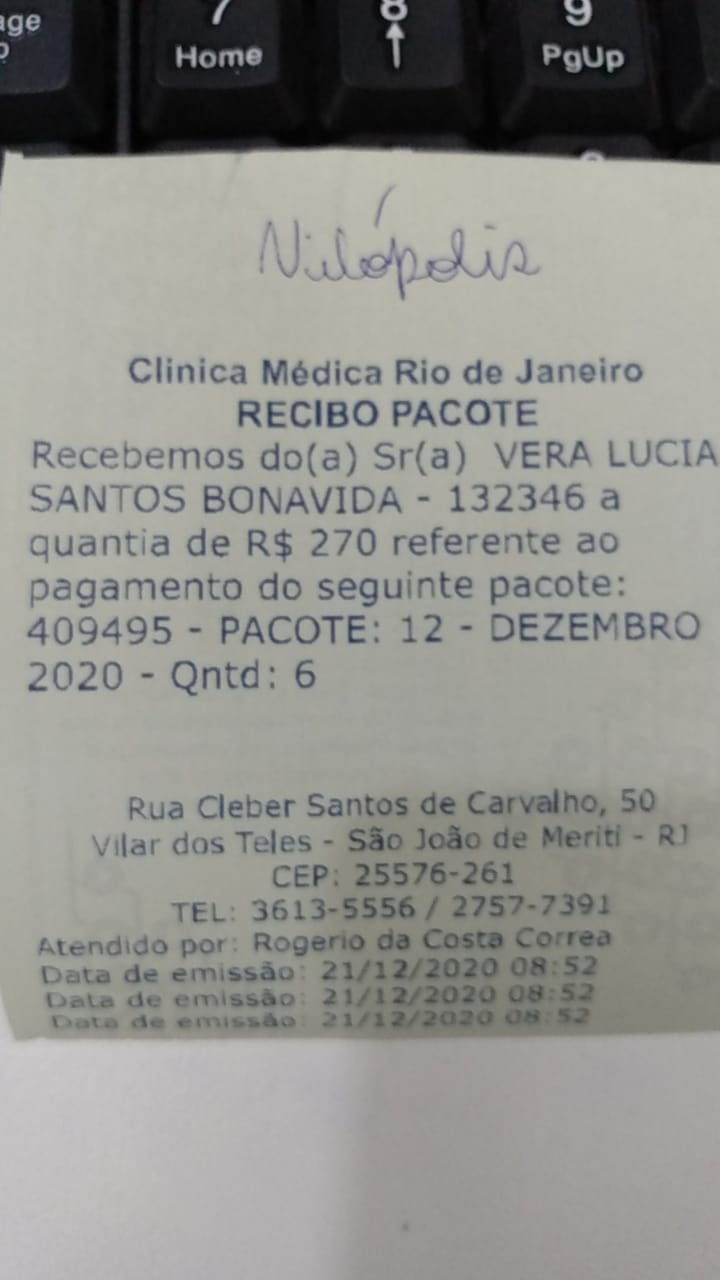 age
7
Home
8
↑
9
PgUp
Nilópolis
Clinica Médica Rio de Janeiro
RECIBO PACOTE
Recebemos do(a) Sr(a) VERA LUCIA
SANTOS BONAVIDA - 132346 a
quantia de R$ 270 referente ao
pagamento do seguinte pacote:
409495 - PACOTE: 12 - DEZEMBRO
2020 - Qntd: 6
Rua Cleber Santos de Carvalho, 50
Vilar dos Teles - São João de Meriti - RJ
CEP: 25576-261
TEL: 3613-5556 / 2757-7391
Atendido por: Rogerio da Costa Correa
Data de emissão: 21/12/2020 08:52
Data de emissão: 21/12/2020 08:52
Data de emissão: 21/12/2020 08:52